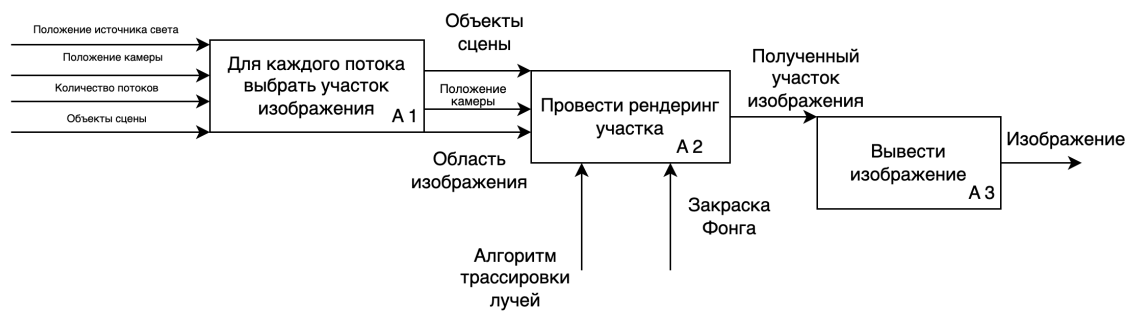 Положение источника света
Положение камеры
Количество потоков
Объекты сцены
Для каждого потока
выбрать участок
изображения
A 1
Объекты
сцены
Положение
камеры
Область
изображения
Провести рендеринг
участка
A 2
Алгоритм
трассировки
лучей
Закраска
Фонга
Полученный
участок
изображения
Вывести
изображение
A 3
Изображение